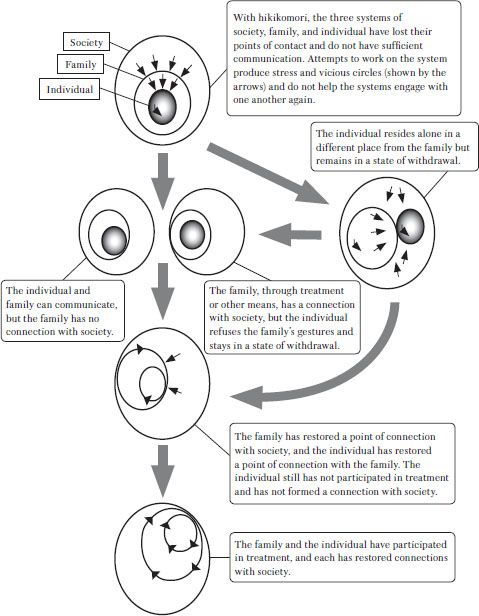 Society
Family
Individual
With hikikomori, the three systems of
society, family, and individual have lost their
points of contact and do not have sufficient
communication. Attempts to work on the system
produce stress and vicious circles (shown by the
arrows) and do not help the systems engage with
one another again.
The individual resides alone in a
different place from the family but
remains in a state of withdrawal.
The individual and
family can communicate,
but the family has no
connection with society.
The family, through treatment
or other means, has a connection
with society, but the individual
refuses the family’s gestures and
stays in a state of withdrawal.
The family has restored a point of connection
with society, and the individual has restored
a point of connection with the family. The
individual still has not participated in treatment
and has not formed a connection with society.
The family and the individual have participated
in treatment, and each has restored connections
with society.